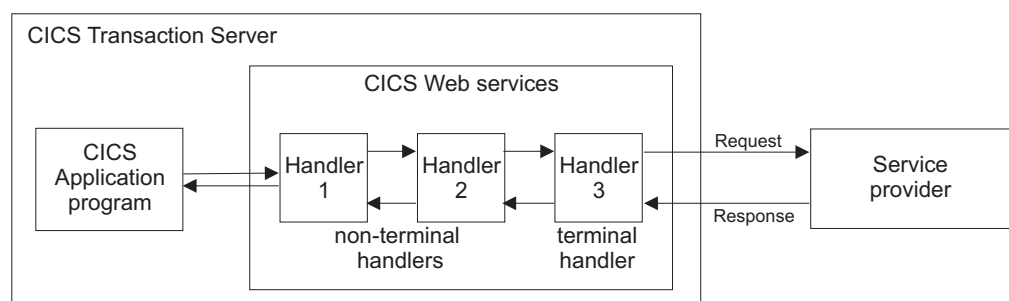 CICS Transaction Server
CICS Web services
CICS
Application
program
Handler
1
Handler
2
Handler
3
Request
Response
Service
provider
non-terminal
handlers
terminal
handler